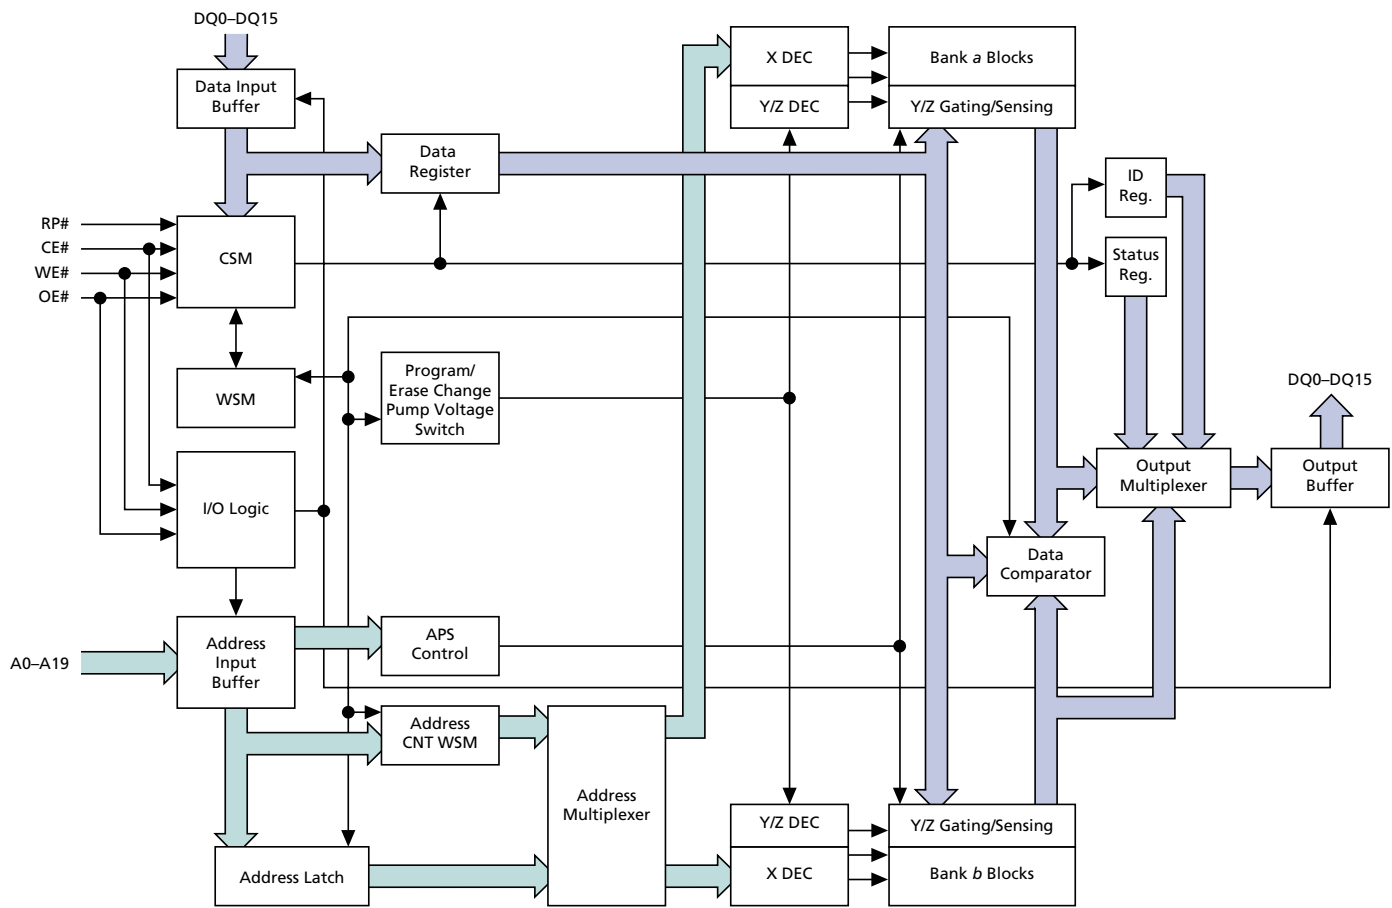 DQ0–DQ15
Data Input
Buffer
X DEC
Y/Z DEC
Bank a Blocks
Y/Z Gating/Sensing
Data
Register
ID
Reg.
Status
Reg.
RP#
CE#
WE#
OE#
CSM
WSM
Program/
Erase Change
Pump Voltage
Switch
DQ0–DQ15
Output
Multiplexer
Output
Buffer
I/O Logic
Data
Comparator
A0–A19
Address
Input
Buffer
APS
Control
Address
CNT WSM
Address
Multiplexer
Y/Z DEC
X DEC
Y/Z Gating/Sensing
Bank b Blocks
Address Latch